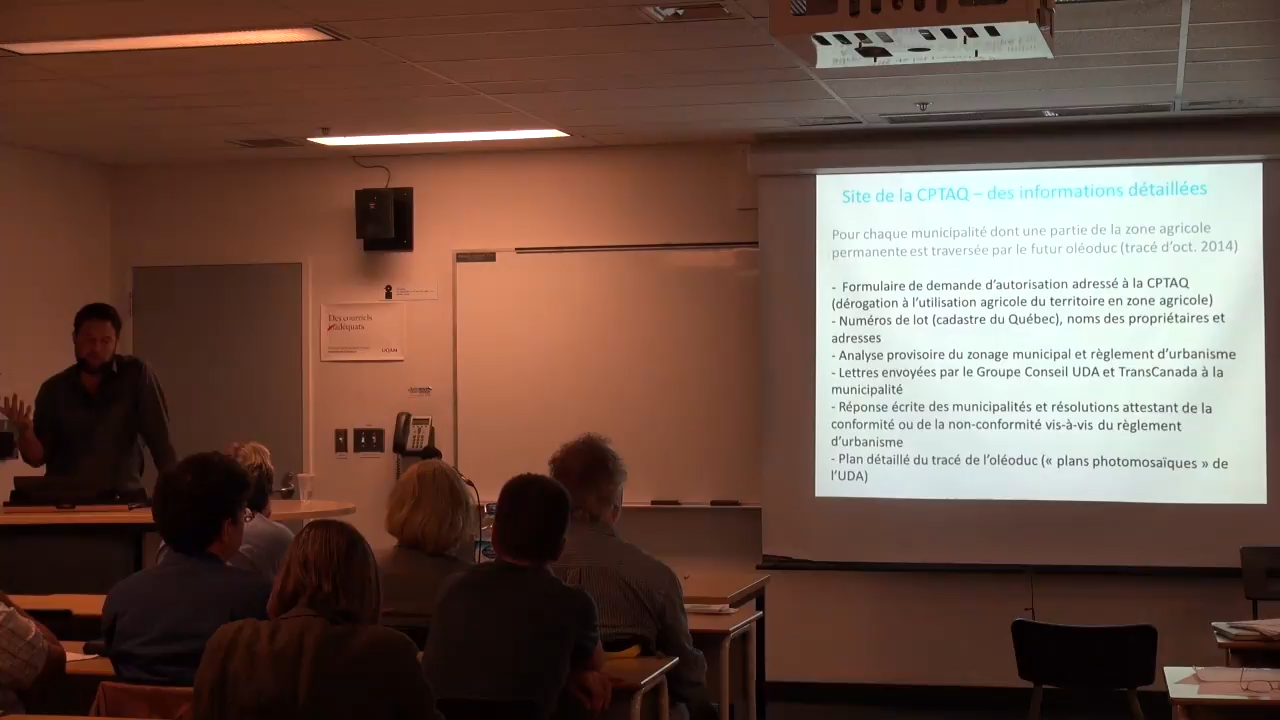 Site de la CPTAQ – des informations détaillées
Pour chaque municipalité dont une partie de la zone agricole
permanente est traversée par le futur oléoduc (tracé d'oct. 2014)
- Formulaire de demande d'autorisation adressé à la CPTAQ
(dérogation à l'utilisation agricole du territoire en zone agricole)
- Numéros de lot (cadastre du Québec), noms des propriétaires et
adresses
- Analyse provisoire du zonage municipal et règlement d'urbanisme
- Lettres envoyées par le Groupe Conseil UDA et TransCanada à la
municipalité
- Réponse écrite des municipalités et résolutions attestant de la
conformité ou de la non-conformité vis-à-vis du règlement
d'urbanisme
- Plan détaillé du tracé de l'oléoduc (« plans photomosaïques » de
l'UDA)
Des courriels
inadéquats
UQAM